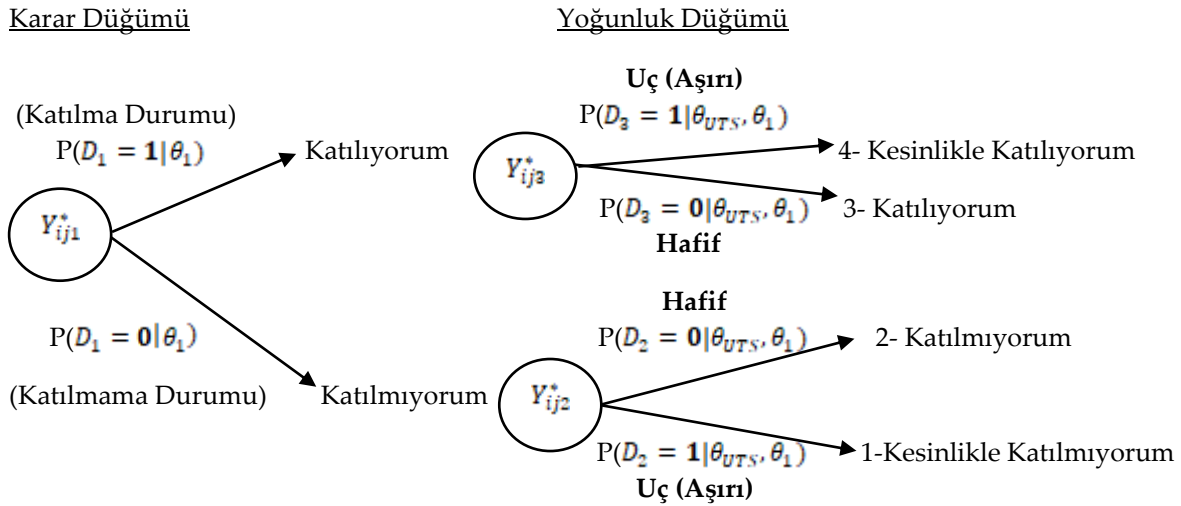 Karar Düğümü Yoğunluk Düğümü
Uç (Aşırı)
(Katılma Durumu) P(D₃ = 1|θ_UTS, θ₁)
P(D₁ = 1|θ₁) Katılıyorum Y*ᵢⱼ₃ 4- Kesinlikle Katılıyorum
P(D₃ = 0|θ_UTS, θ₁) 3- Katılıyorum
Y*ᵢⱼ₁ Hafif
Hafif
P(D₁ = 0|θ₁) P(D₂ = 0|θ_UTS, θ₁) 2- Katılmıyorum
(Katılmama Durumu) Katılmıyorum Y*ᵢⱼ₂
P(D₂ = 1|θ_UTS, θ₁) 1-Kesinlikle Katılmıyorum
Uç (Aşırı)